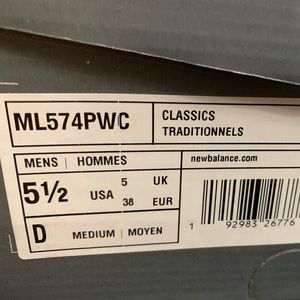 ML574PWC
CLASSICS
TRADITIONNELS
MENS | HOMMES
newbalance.com
5½ USA 5 UK
38 EUR
D MEDIUM | MOYEN
1 92983 26776